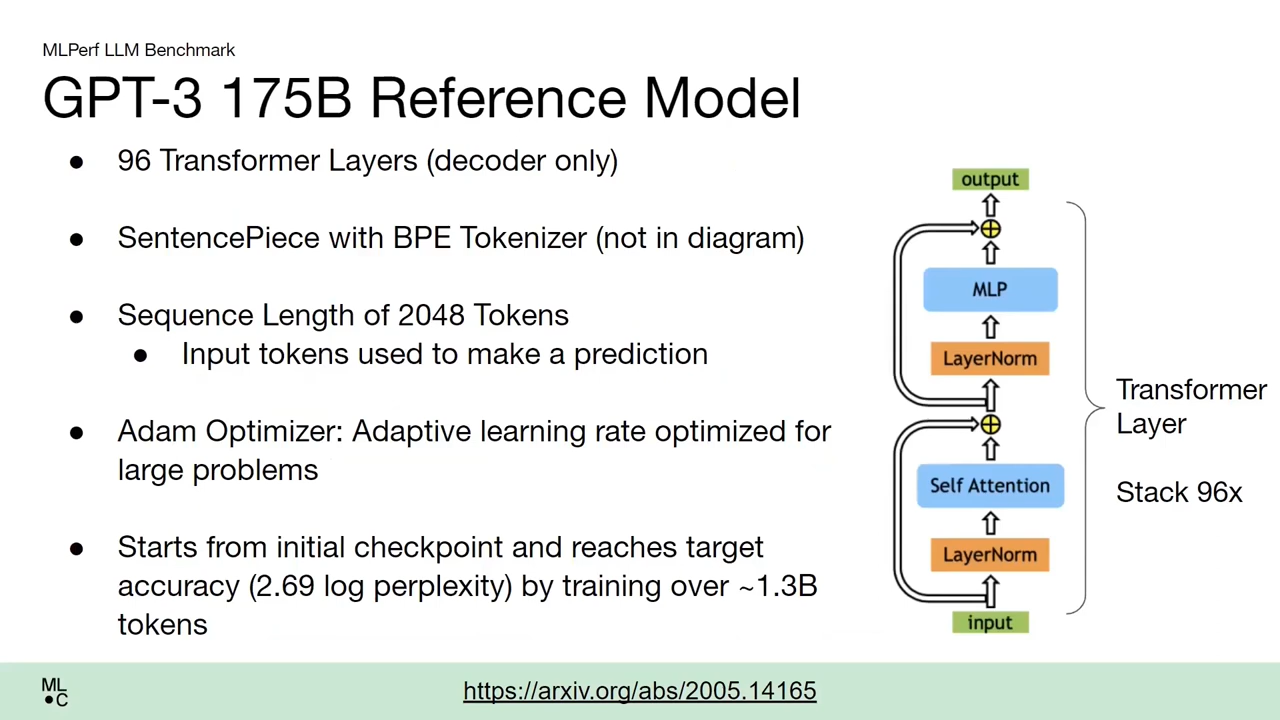 MLPerf LLM Benchmark
GPT-3 175B Reference Model
● 96 Transformer Layers (decoder only)
● SentencePiece with BPE Tokenizer (not in diagram)
● Sequence Length of 2048 Tokens
● Input tokens used to make a prediction
● Adam Optimizer: Adaptive learning rate optimized for
large problems
● Starts from initial checkpoint and reaches target
accuracy (2.69 log perplexity) by training over ~1.3B
tokens
output
MLP
LayerNorm
Self Attention
LayerNorm
input
Transformer
Layer
Stack 96x
ML
C
https://arxiv.org/abs/2005.14165